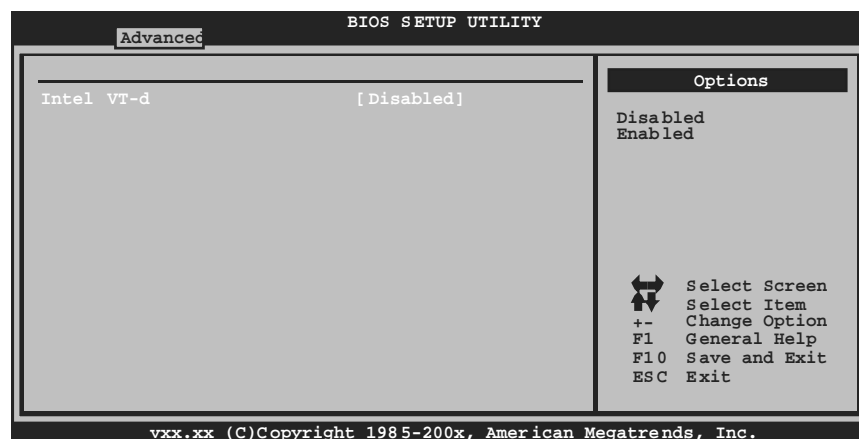 BIOS SETUP UTILITY
Advanced
Intel VT-d [Disabled]
Options
Disabled
Enabled
Select Screen
Select Item
+- Change Option
F1 General Help
F10 Save and Exit
ESC Exit
vxx.xx (C)Copyright 1985-200x, American Megatrends, Inc.